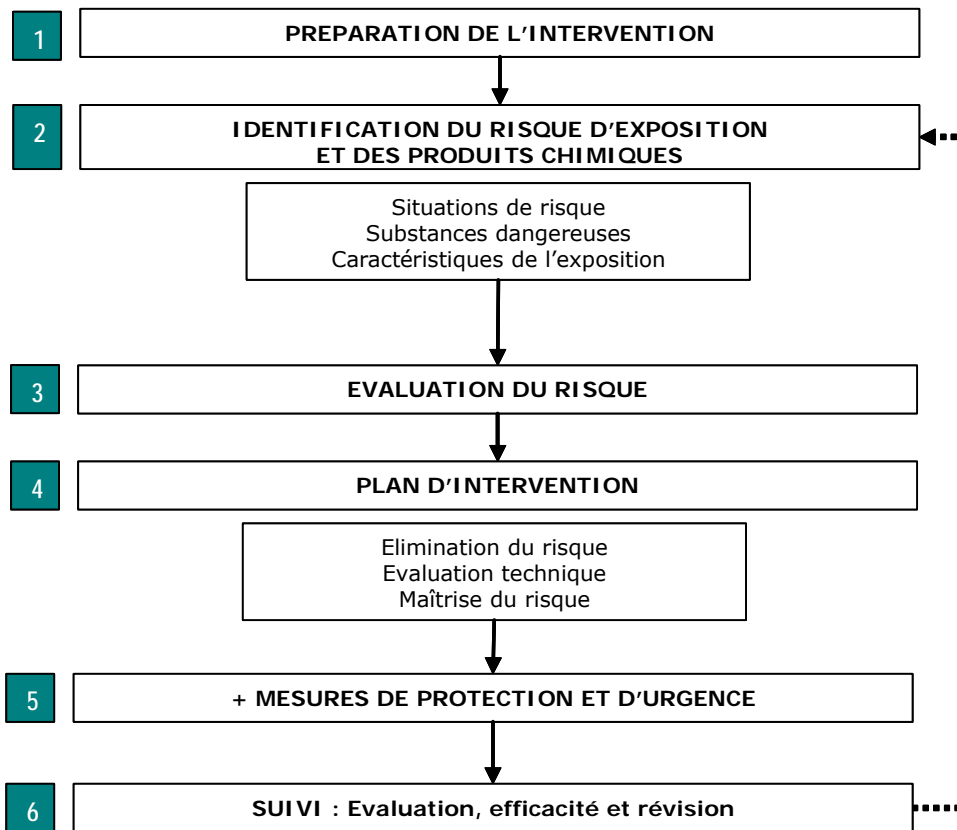 1
PREPARATION DE L'INTERVENTION
2
IDENTIFICATION DU RISQUE D'EXPOSITION
ET DES PRODUITS CHIMIQUES
Situations de risque
Substances dangereuses
Caractéristiques de l'exposition
3
EVALUATION DU RISQUE
4
PLAN D'INTERVENTION
Elimination du risque
Evaluation technique
Maîtrise du risque
5
+ MESURES DE PROTECTION ET D'URGENCE
6
SUIVI : Evaluation, efficacité et révision